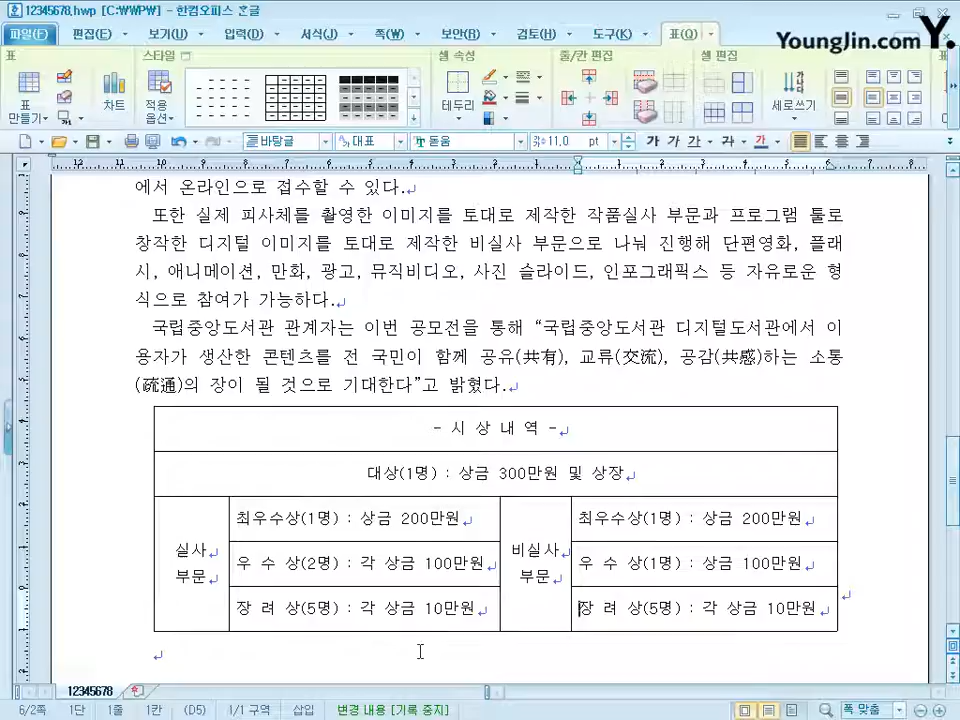 12345678.hwp [C:₩WP₩] - 한컴오피스 한글
YoungJin.com Y.
파일(F) 편집(E) 보기(U) 입력(D) 서식(J) 쪽(W) 보안(R) 검토(H) 도구(K) 표(Q)
표 스타일 셀 속성 줄/칸 편집 셀 편집
표 만들기 차트 적용 옵션 테두리 세로쓰기
바탕글 대표 돋움 11.0 pt 가 가 가 가 가
에서 온라인으로 접수할 수 있다.
또한 실제 피사체를 촬영한 이미지를 토대로 제작한 작품실사 부문과 프로그램 툴로
창작한 디지털 이미지를 토대로 제작한 비실사 부문으로 나눠 진행해 단편영화, 플래
시, 애니메이션, 만화, 광고, 뮤직비디오, 사진 슬라이드, 인포그래픽스 등 자유로운 형
식으로 참여가 가능하다.
국립중앙도서관 관계자는 이번 공모전을 통해 “국립중앙도서관 디지털도서관에서 이
용자가 생산한 콘텐츠를 전 국민이 함께 공유(共有), 교류(交流), 공감(共感)하는 소통
(疏通)의 장이 될 것으로 기대한다”고 밝혔다.
- 시 상 내 역 -
대상(1명) : 상금 300만원 및 상장
실사
부문
최우수상(1명) : 상금 200만원
우 수 상(2명) : 각 상금 100만원
장 려 상(5명) : 각 상금 10만원
비실사
부문
최우수상(1명) : 상금 200만원
우 수 상(1명) : 상금 100만원
장 려 상(5명) : 각 상금 10만원
12345678
6/2쪽 1단 1줄 1칸 (D5) 1/1 구역 삽입 변경 내용 [기록 중지] 폭 맞춤